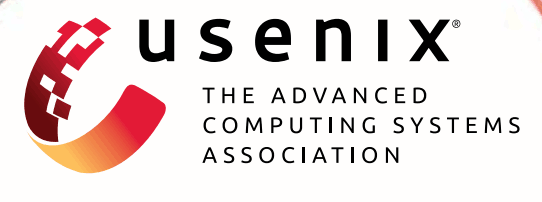 usenix®
THE ADVANCED
COMPUTING SYSTEMS
ASSOCIATION